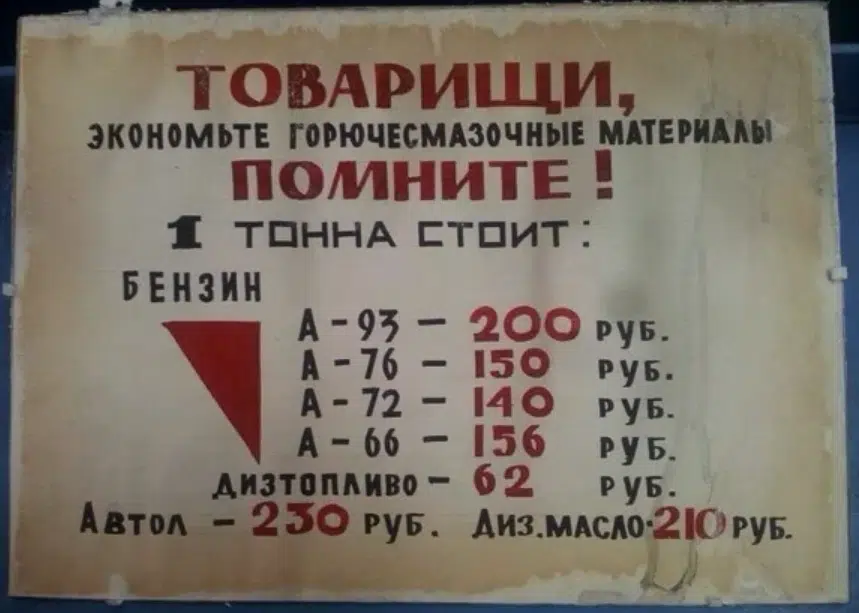 ТОВАРИЩИ,
ЭКОНОМЬТЕ ГОРЮЧЕСМАЗОЧНЫЕ МАТЕРИАЛЫ
ПОМНИТЕ!
1 ТОННА СТОИТ:
БЕНЗИН
А-93 – 200 РУБ.
А-76 – 150 РУБ.
А-72 – 140 РУБ.
А-66 – 156 РУБ.
ДИЗТОПЛИВО – 62 РУБ.
АВТОЛ – 230 РУБ. ДИЗ.МАСЛО-210 РУБ.